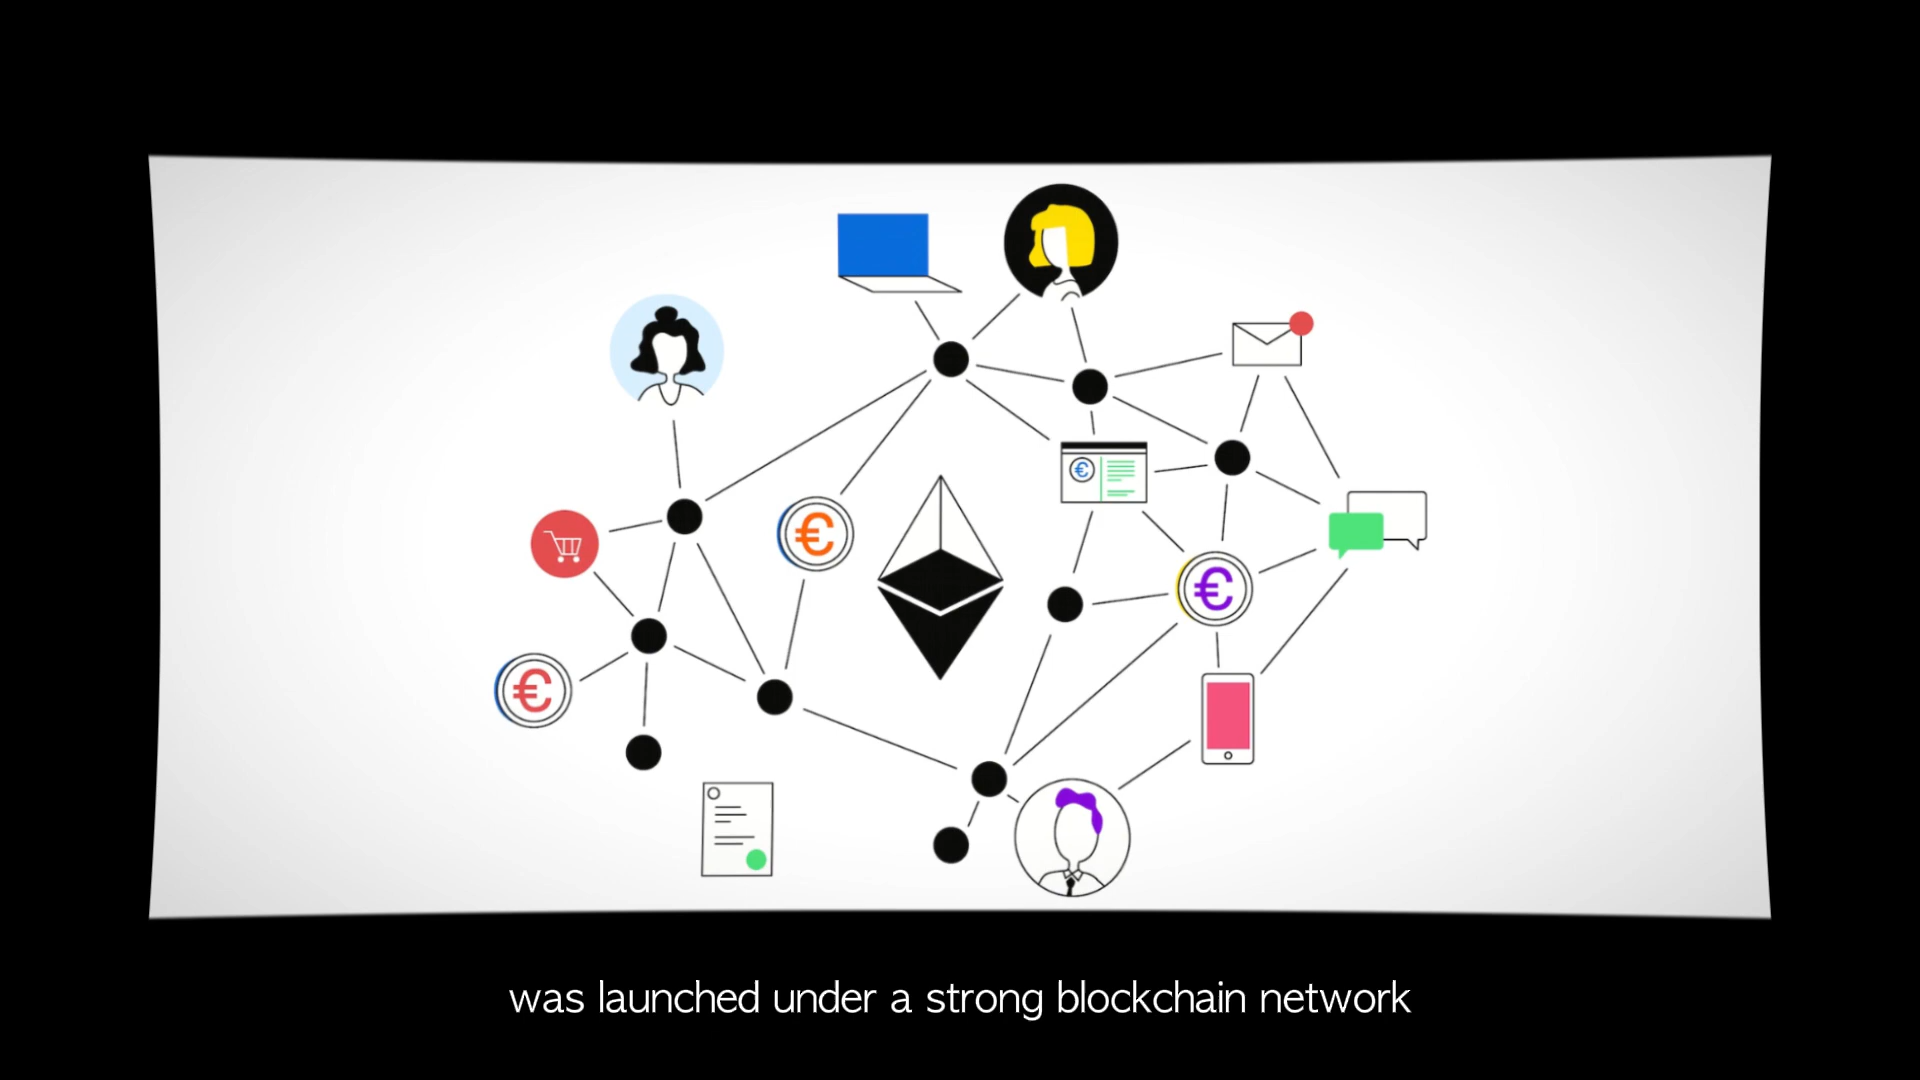 €
€
€
€
was launched under a strong blockchain network